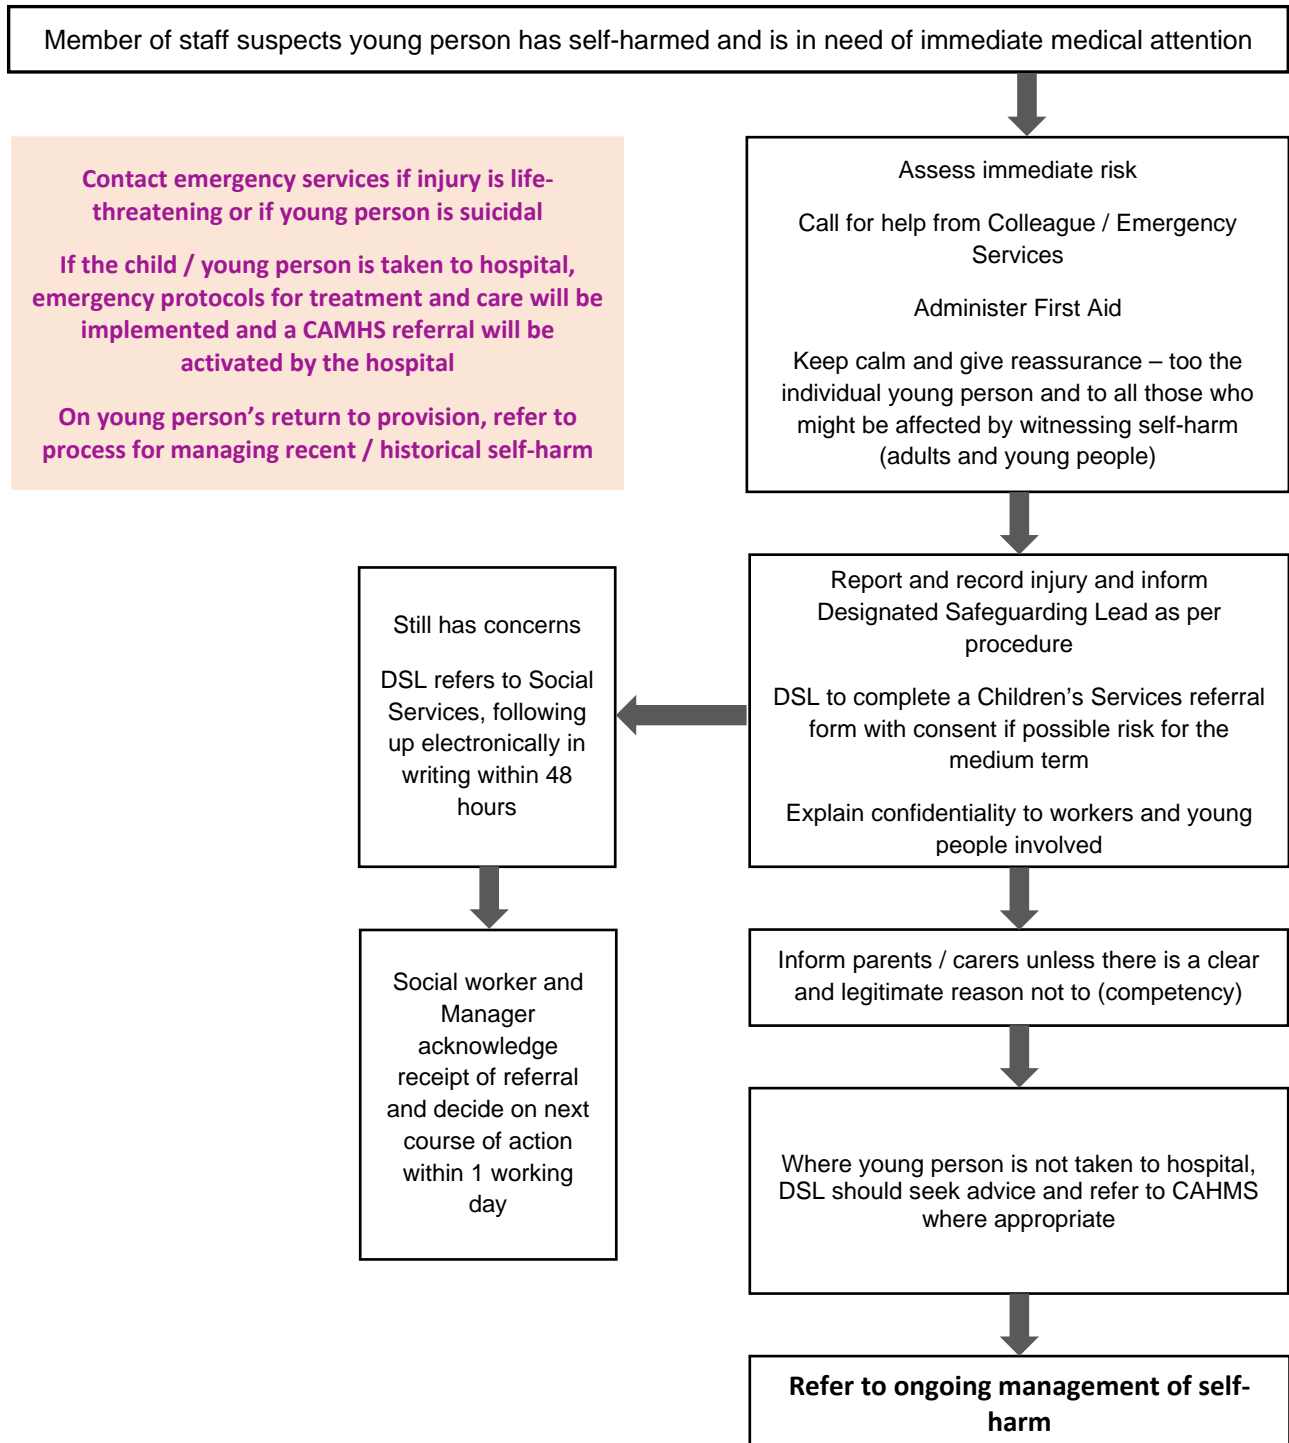 Member of staff suspects young person has self-harmed and is in need of immediate medical attention
Contact emergency services if injury is life-
threatening or if young person is suicidal
If the child / young person is taken to hospital,
emergency protocols for treatment and care will be
implemented and a CAMHS referral will be
activated by the hospital
On young person’s return to provision, refer to
process for managing recent / historical self-harm
Assess immediate risk
Call for help from Colleague / Emergency
Services
Administer First Aid
Keep calm and give reassurance – too the
individual young person and to all those who
might be affected by witnessing self-harm
(adults and young people)
Report and record injury and inform
Designated Safeguarding Lead as per
procedure
DSL to complete a Children’s Services referral
form with consent if possible risk for the
medium term
Explain confidentiality to workers and young
people involved
Still has concerns
DSL refers to Social
Services, following
up electronically in
writing within 48
hours
Social worker and
Manager
acknowledge
receipt of referral
and decide on next
course of action
within 1 working
day
Inform parents / carers unless there is a clear
and legitimate reason not to (competency)
Where young person is not taken to hospital,
DSL should seek advice and refer to CAHMS
where appropriate
Refer to ongoing management of self-
harm